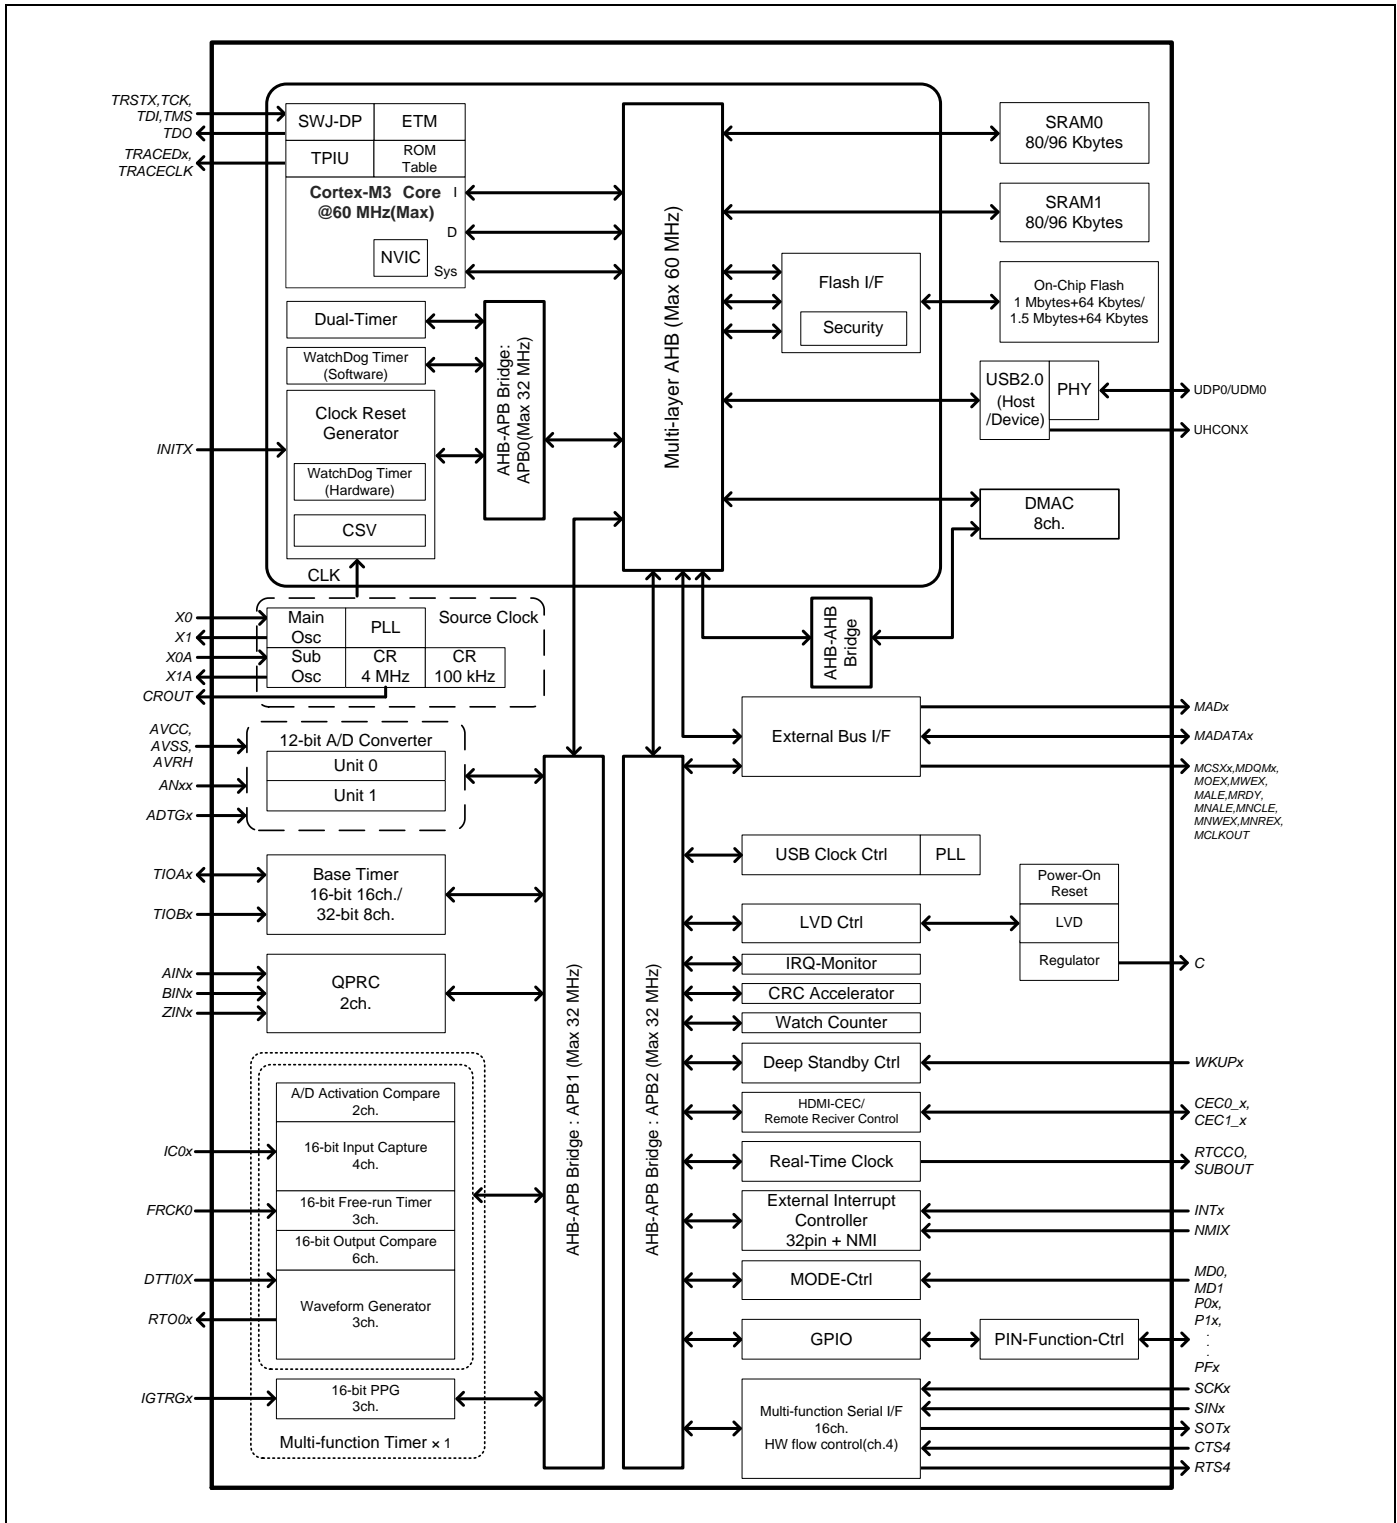 TRSTX,TCK,
TDI,TMS
TDO
TRACEDx,
TRACECLK
SWJ-DP
ETM
TPIU
ROM
Table
Cortex-M3 Core
@60 MHz(Max)
I
D
Sys
NVIC
Dual-Timer
WatchDog Timer
(Software)
Clock Reset
Generator
WatchDog Timer
(Hardware)
CSV
INITX
CLK
AHB-APB Bridge:
APB0(Max 32 MHz)
Multi-layer AHB (Max 60 MHz)
SRAM0
80/96 Kbytes
SRAM1
80/96 Kbytes
Flash I/F
Security
On-Chip Flash
1 Mbytes+64 Kbytes/
1.5 Mbytes+64 Kbytes
USB2.0
(Host
/Device)
PHY
UDP0/UDM0
UHCONX
DMAC
8ch.
AHB-AHB
Bridge
X0
X1
X0A
X1A
CROUT
Main
Osc
PLL
Source Clock
Sub
Osc
CR
4 MHz
CR
100 kHz
AVCC,
AVSS,
AVRH
ANxx
ADTGx
12-bit A/D Converter
Unit 0
Unit 1
TIOAx
TIOBx
Base Timer
16-bit 16ch./
32-bit 8ch.
AINx
BINx
ZINx
QPRC
2ch.
A/D Activation Compare
2ch.
IC0x
16-bit Input Capture
4ch.
FRCK0
16-bit Free-run Timer
3ch.
16-bit Output Compare
6ch.
DTTI0X
RTO0x
Waveform Generator
3ch.
IGTRGx
16-bit PPG
3ch.
Multi-function Timer × 1
AHB-APB Bridge : APB1 (Max 32 MHz)
AHB-APB Bridge : APB2 (Max 32 MHz)
External Bus I/F
MADx
MADATAx
MCSXx,MDQMx,
MOEX,MWEX,
MALE,MRDY,
MNALE,MNCLE,
MNWEX,MNREX,
MCLKOUT
USB Clock Ctrl
PLL
LVD Ctrl
Power-On
Reset
LVD
Regulator
C
IRQ-Monitor
CRC Accelerator
Watch Counter
Deep Standby Ctrl
WKUPx
HDMI-CEC/
Remote Reciver Control
CEC0_x,
CEC1_x
Real-Time Clock
RTCCO,
SUBOUT
External Interrupt
Controller
32pin + NMI
INTx
NMIX
MODE-Ctrl
MD0,
MD1
GPIO
PIN-Function-Ctrl
P0x,
P1x,
.
.
.
PFx
Multi-function Serial I/F
16ch.
HW flow control(ch.4)
SCKx
SINx
SOTx
CTS4
RTS4